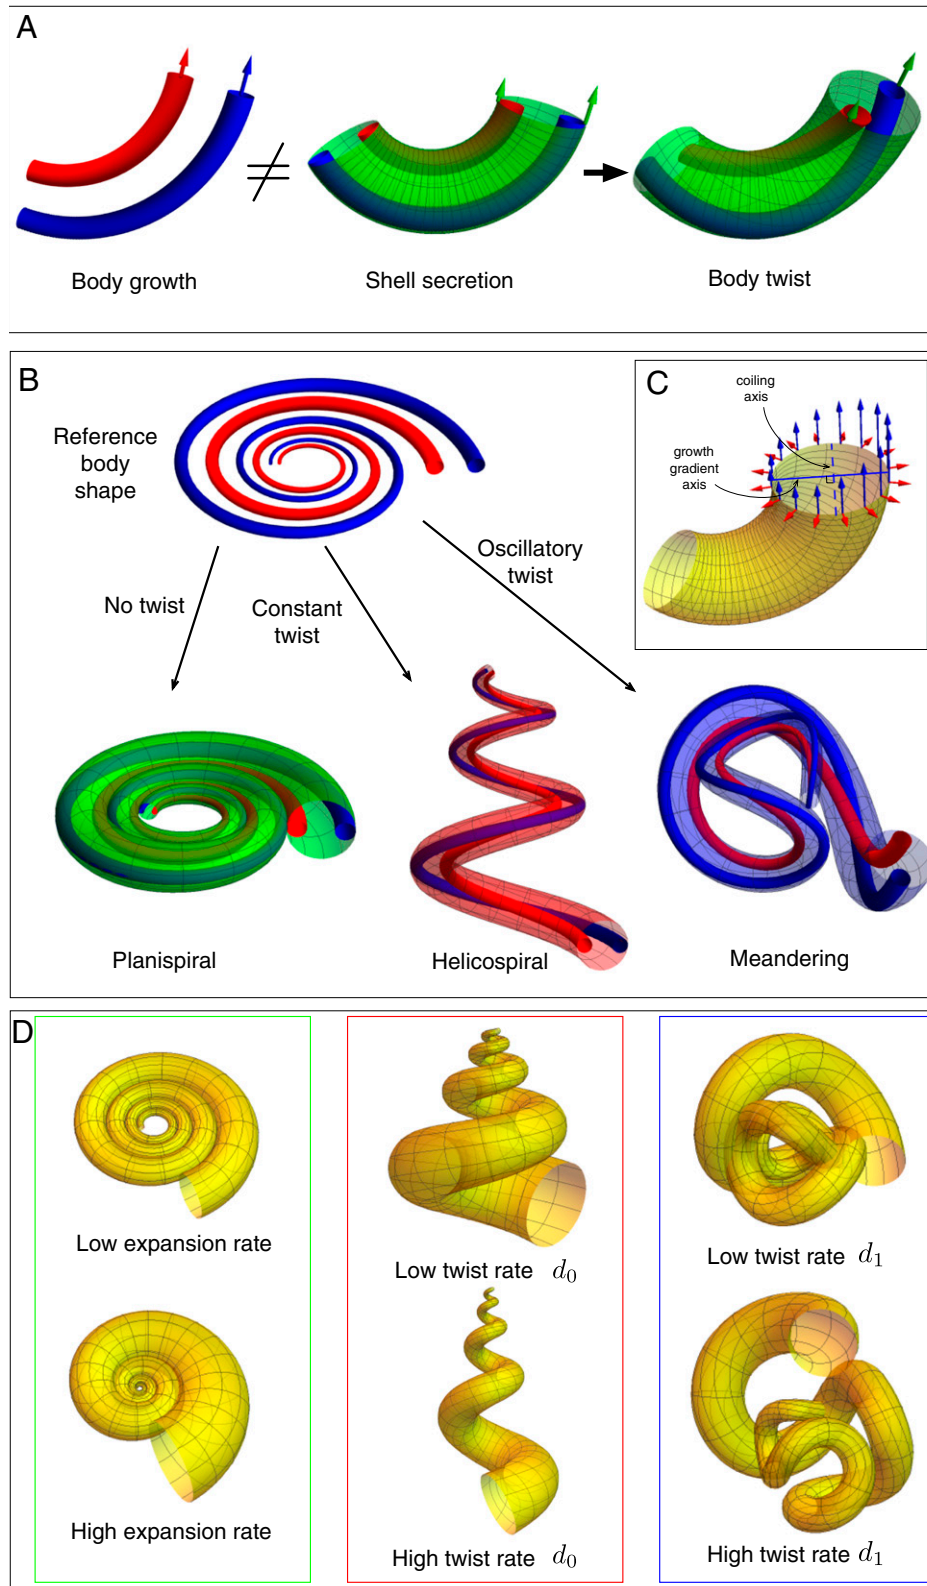 A
Body growth
Shell secretion
Body twist
B
Reference
body
shape
No twist
Constant
twist
Oscillatory
twist
C
coiling
axis
growth
gradient
axis
Planispiral
Helicospiral
Meandering
D
Low expansion rate
Low twist rate d₀
Low twist rate d₁
High expansion rate
High twist rate d₀
High twist rate d₁